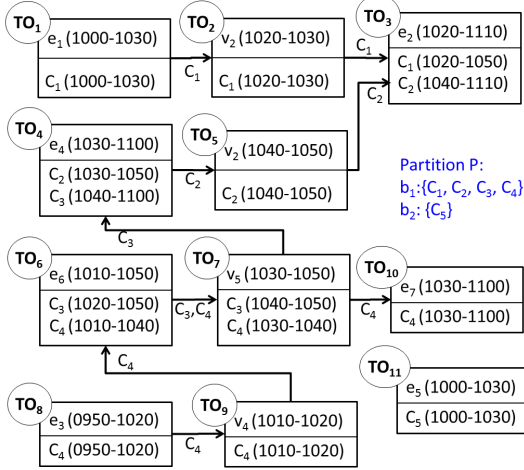 TO₁
e₁ (1000-1030)
C₁ (1000-1030)
C₁
TO₂
v₂ (1020-1030)
C₁ (1020-1030)
C₁
TO₃
e₂ (1020-1110)
C₁ (1020-1050)
C₂ (1040-1110)
C₂
TO₄
e₄ (1030-1100)
C₂ (1030-1050)
C₃ (1040-1100)
C₂
TO₅
v₂ (1040-1050)
C₂ (1040-1050)
Partition P:
b₁:{C₁, C₂, C₃, C₄}
b₂: {C₅}
C₃
TO₆
e₆ (1010-1050)
C₃ (1020-1050)
C₄ (1010-1040)
C₃,C₄
TO₇
v₅ (1030-1050)
C₃ (1040-1050)
C₄ (1030-1040)
C₄
TO₁₀
e₇ (1030-1100)
C₄ (1030-1100)
C₄
TO₈
e₃ (0950-1020)
C₄ (0950-1020)
C₄
TO₉
v₄ (1010-1020)
C₄ (1010-1020)
TO₁₁
e₅ (1000-1030)
C₅ (1000-1030)